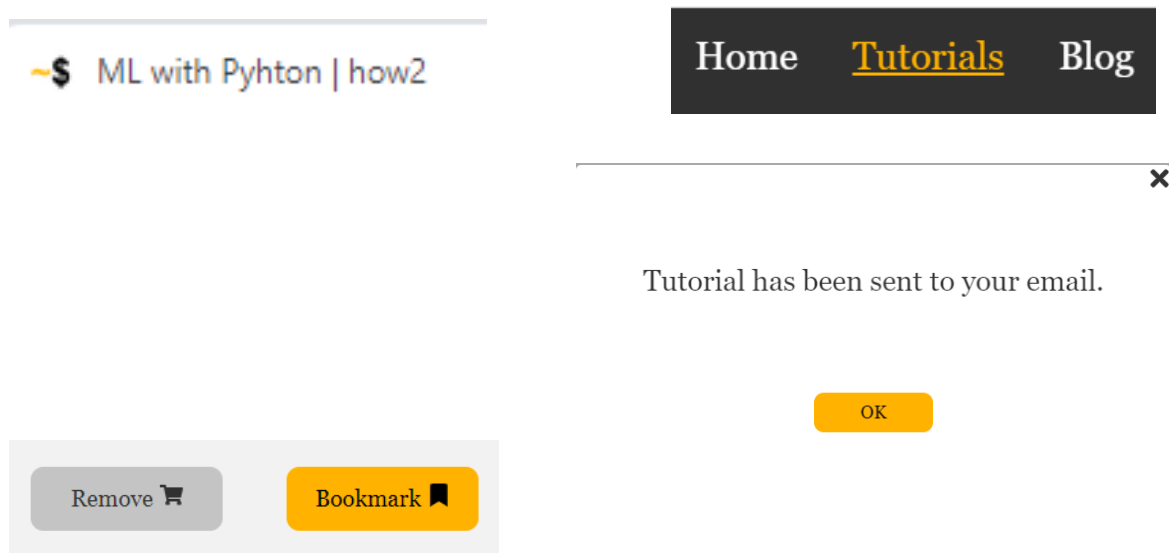 ~$ ML with Pyhton | how2
Home Tutorials Blog
Tutorial has been sent to your email.
OK
Remove Bookmark